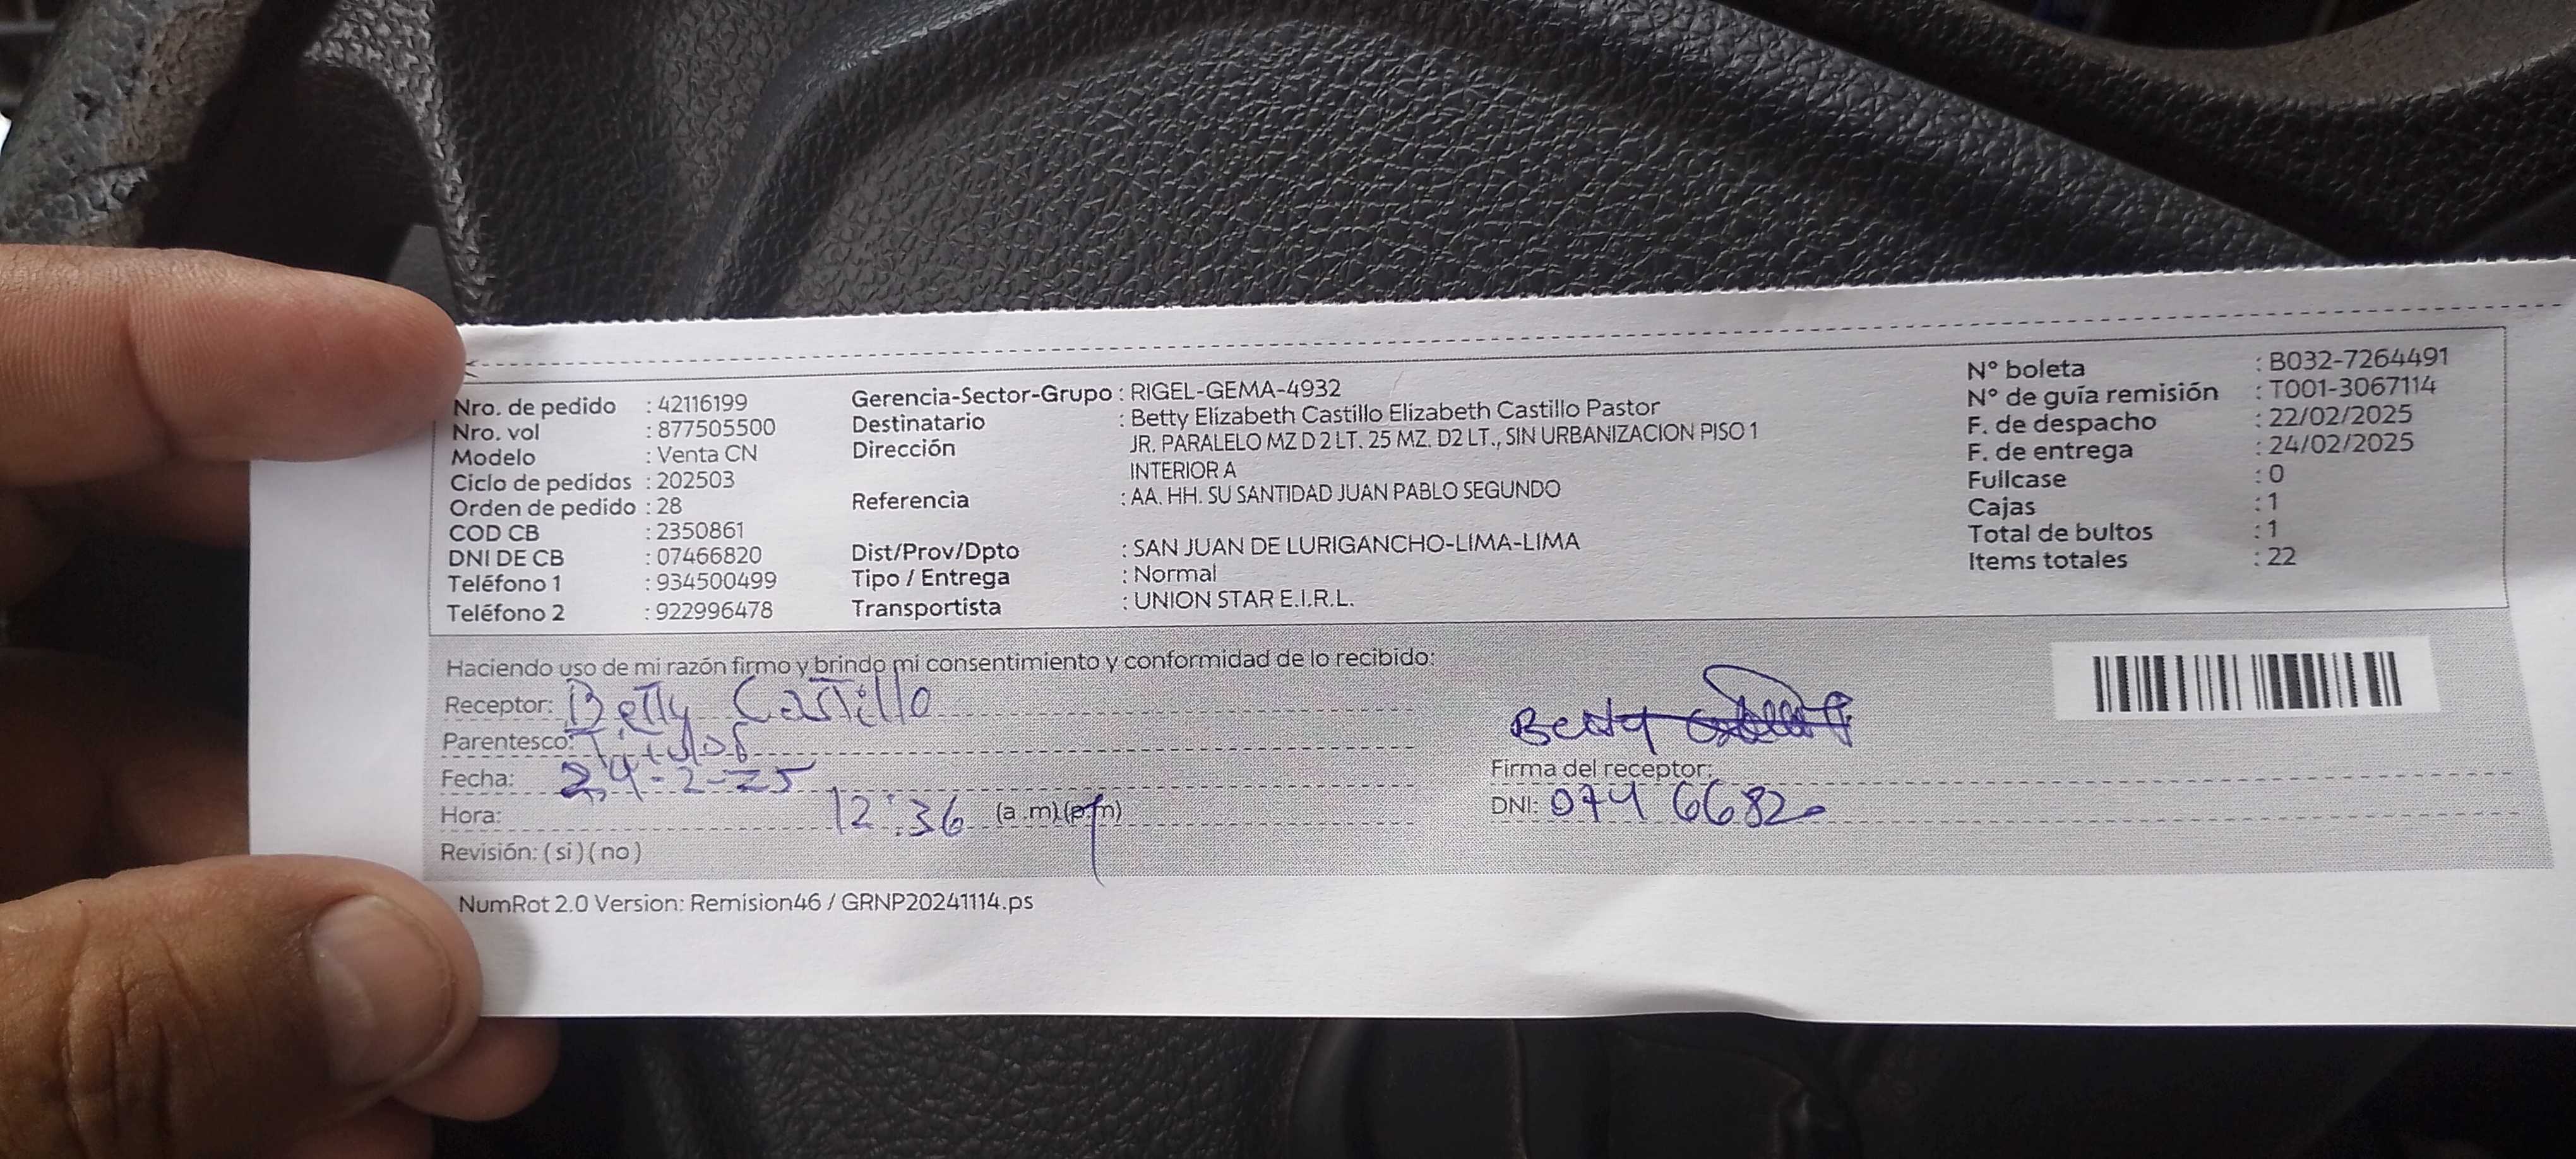 Nro. de pedido : 42116199
Nro. vol : 877505500
Modelo : Venta CN
Ciclo de pedidos : 202503
Orden de pedido : 28
COD CB : 2350861
DNI DE CB : 07466820
Teléfono 1 : 934500499
Teléfono 2 : 922996478
Gerencia-Sector-Grupo : RIGEL-GEMA-4932
Destinatario : Betty Elizabeth Castillo Elizabeth Castillo Pastor
Dirección JR. PARALELO MZ D 2 LT. 25 MZ. D2 LT., SIN URBANIZACION PISO 1
INTERIOR A
Referencia : AA. HH. SU SANTIDAD JUAN PABLO SEGUNDO
Dist/Prov/Dpto : SAN JUAN DE LURIGANCHO-LIMA-LIMA
Tipo / Entrega : Normal
Transportista : UNION STAR E.I.R.L.
N° boleta : B032-7264491
N° de guía remisión : T001-3067114
F. de despacho : 22/02/2025
F. de entrega : 24/02/2025
Fullcase : 0
Cajas : 1
Total de bultos : 1
Items totales : 22
Haciendo uso de mi razón firmo y brindo mi consentimiento y conformidad de lo recibido:
Receptor: Betty Castillo
Parentesco:
Fecha: 24-2-25
Hora: 12:36 (a.m)(p.m)
Revisión: ( si ) ( no )
Betty
Firma del receptor:
DNI: 07466820
NumRot 2.0 Version: Remision46 / GRNP20241114.ps